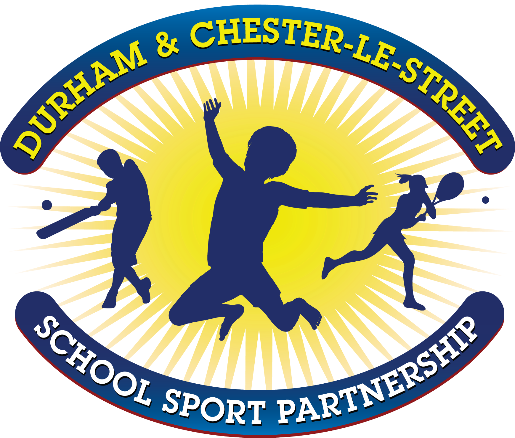 DURHAM & CHESTER-LE-STREET
SCHOOL SPORT PARTNERSHIP